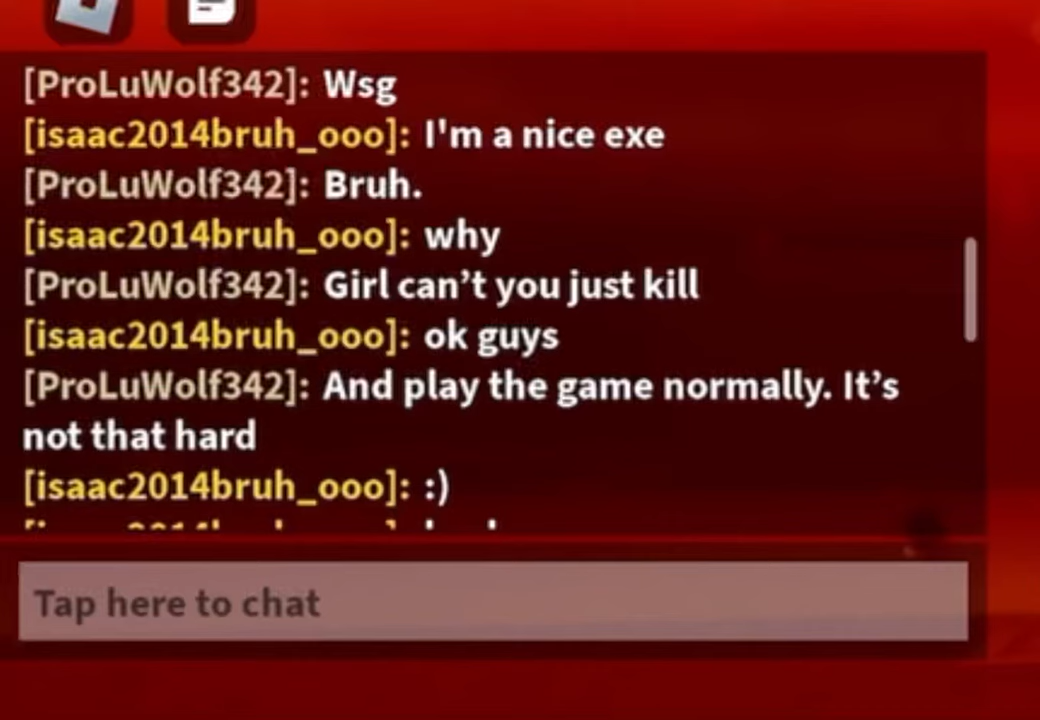 [ProLuWolf342]: Wsg
[isaac2014bruh_ooo]: I'm a nice exe
[ProLuWolf342]: Bruh.
[isaac2014bruh_ooo]: why
[ProLuWolf342]: Girl can’t you just kill
[isaac2014bruh_ooo]: ok guys
[ProLuWolf342]: And play the game normally. It’s
not that hard
[isaac2014bruh_ooo]: :)
Tap here to chat